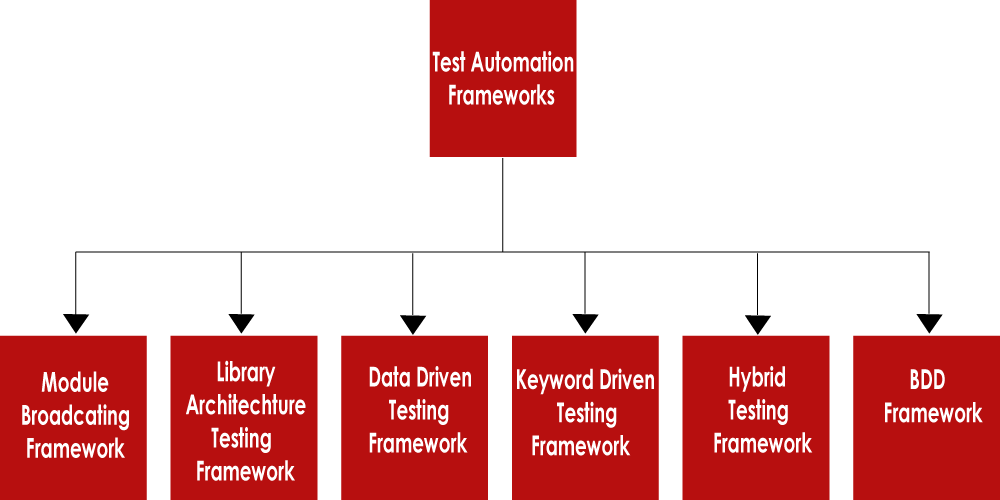 Test Automation
Frameworks
Module
Broadcating
Framework
Library
Architechture
Testing
Framework
Data Driven
Testing
Framework
Keyword Driven
Testing
Framework
Hybrid
Testing
Framework
BDD
Framework